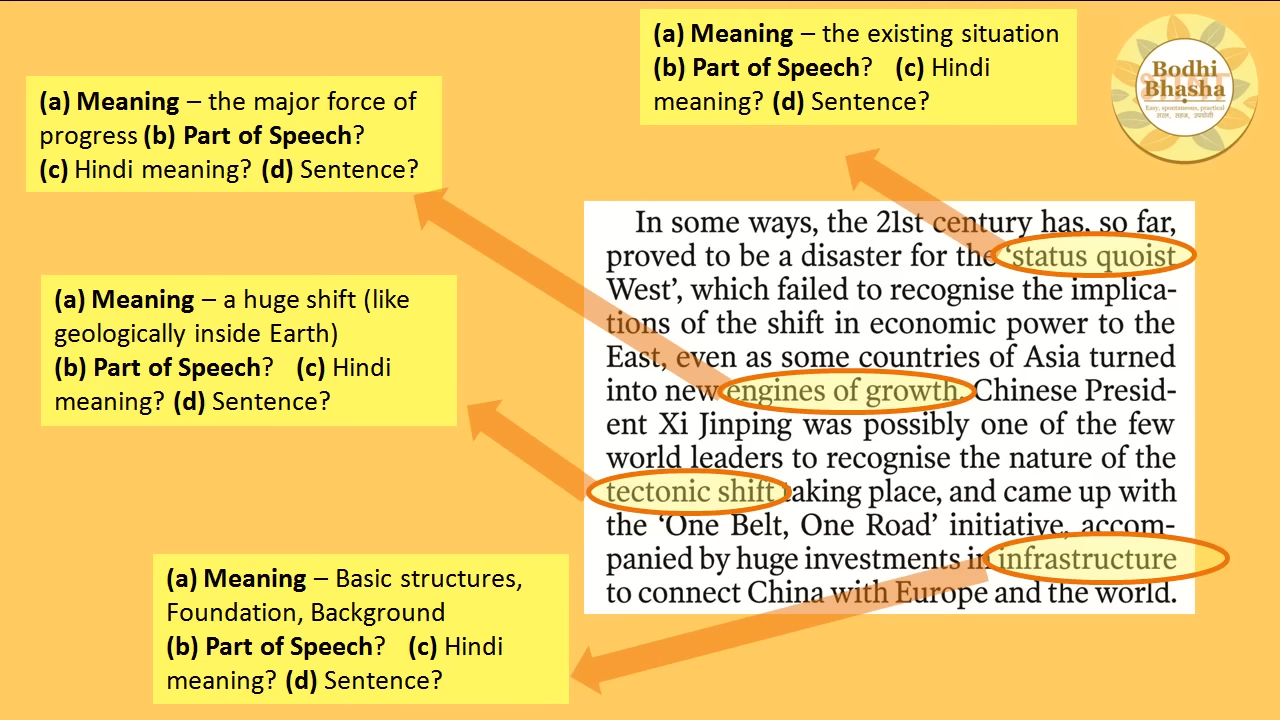 (a) Meaning – the existing situation
(b) Part of Speech? (c) Hindi
meaning? (d) Sentence?
Bodhi
Bhasha
Easy, spontaneous, practical
सरल, सहज, उपयोगी
(a) Meaning – the major force of
progress (b) Part of Speech?
(c) Hindi meaning? (d) Sentence?
(a) Meaning – a huge shift (like
geologically inside Earth)
(b) Part of Speech? (c) Hindi
meaning? (d) Sentence?
(a) Meaning – Basic structures,
Foundation, Background
(b) Part of Speech? (c) Hindi
meaning? (d) Sentence?
In some ways, the 21st century has, so far,
proved to be a disaster for the ‘status quoist
West’, which failed to recognise the implica-
tions of the shift in economic power to the
East, even as some countries of Asia turned
into new engines of growth. Chinese Presid-
ent Xi Jinping was possibly one of the few
world leaders to recognise the nature of the
tectonic shift taking place, and came up with
the ‘One Belt, One Road’ initiative, accom-
panied by huge investments in infrastructure
to connect China with Europe and the world.